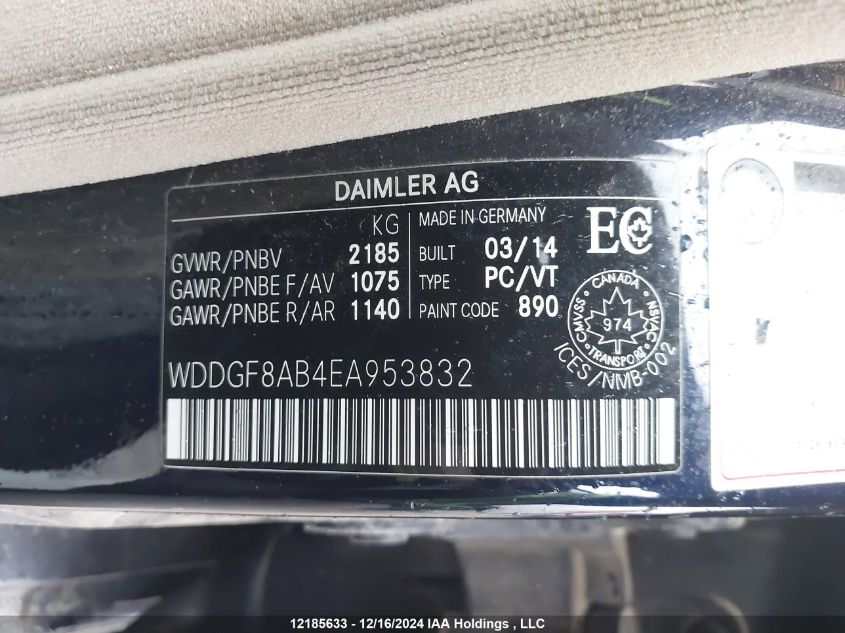 DAIMLER AG
KG
GVWR/PNBV 2185
GAWR/PNBE F/AV 1075
GAWR/PNBE R/AR 1140
MADE IN GERMANY
BUILT 03/14
TYPE PC/VT
PAINT CODE 890
EC
CANADA
CMVSS 974 NSVAC
TRANSPORT
ICES/NMB-002
WDDGF8AB4EA953832
12185633 - 12/16/2024 IAA Holdings , LLC